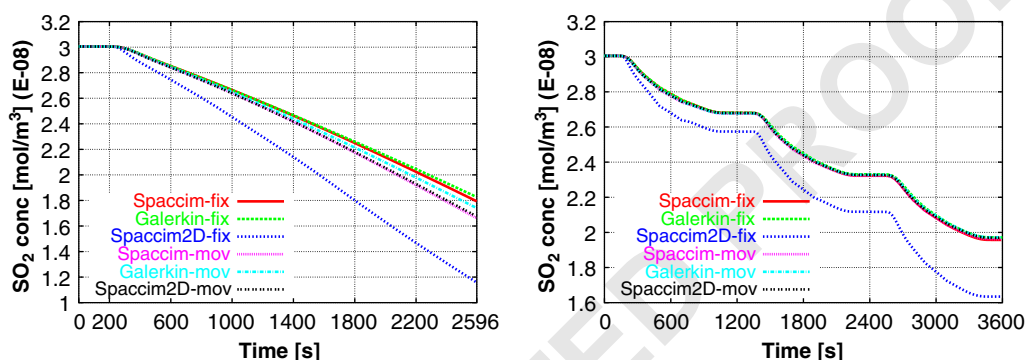 3.2
3
2.8
2.6
2.4
2.2
2
1.8
1.6
1.4
1.2
1
SO2 conc [mol/m³] (E-08)
Spaccim-fix
Galerkin-fix
Spaccim2D-fix
Spaccim-mov
Galerkin-mov
Spaccim2D-mov
0 200 600 1000 1400 1800 2200 2596
Time [s]
3.2
3
2.8
2.6
2.4
2.2
2
1.8
1.6
SO2 conc [mol/m³] (E-08)
Spaccim-fix
Galerkin-fix
Spaccim2D-fix
Spaccim-mov
Galerkin-mov
Spaccim2D-mov
0 600 1200 1800 2400 3000 3600
Time [s]